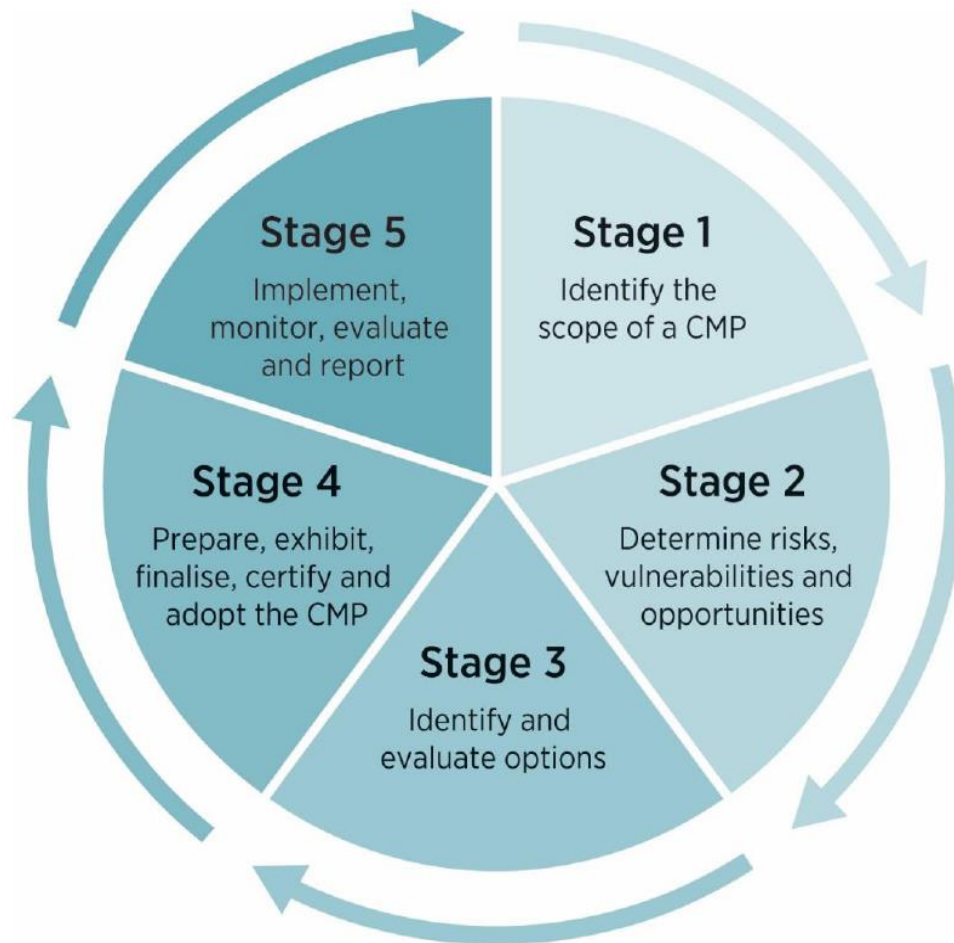 Stage 1
Identify the
scope of a CMP
Stage 2
Determine risks,
vulnerabilities and
opportunities
Stage 3
Identify and
evaluate options
Stage 4
Prepare, exhibit,
finalise, certify and
adopt the CMP
Stage 5
Implement,
monitor, evaluate
and report